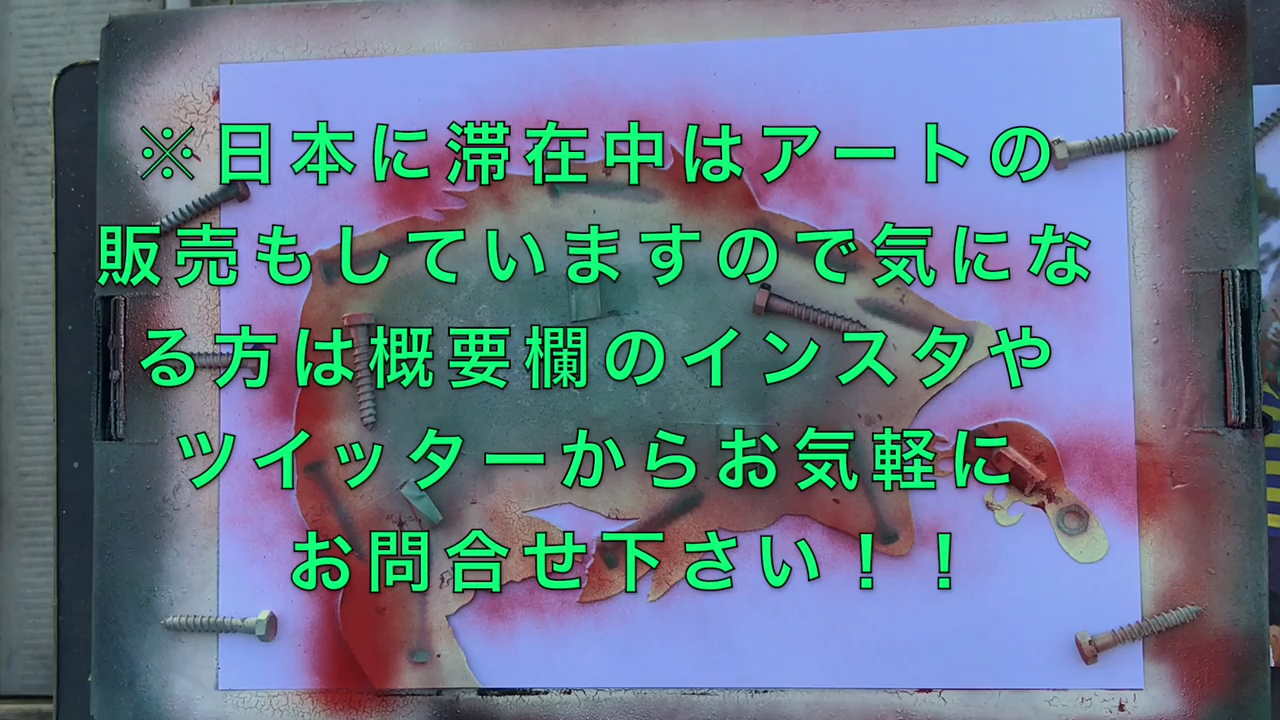 ※日本に滞在中はアートの
販売もしていますので気にな
る方は概要欄のインスタや
ツイッターからお気軽に
お問合せ下さい！！